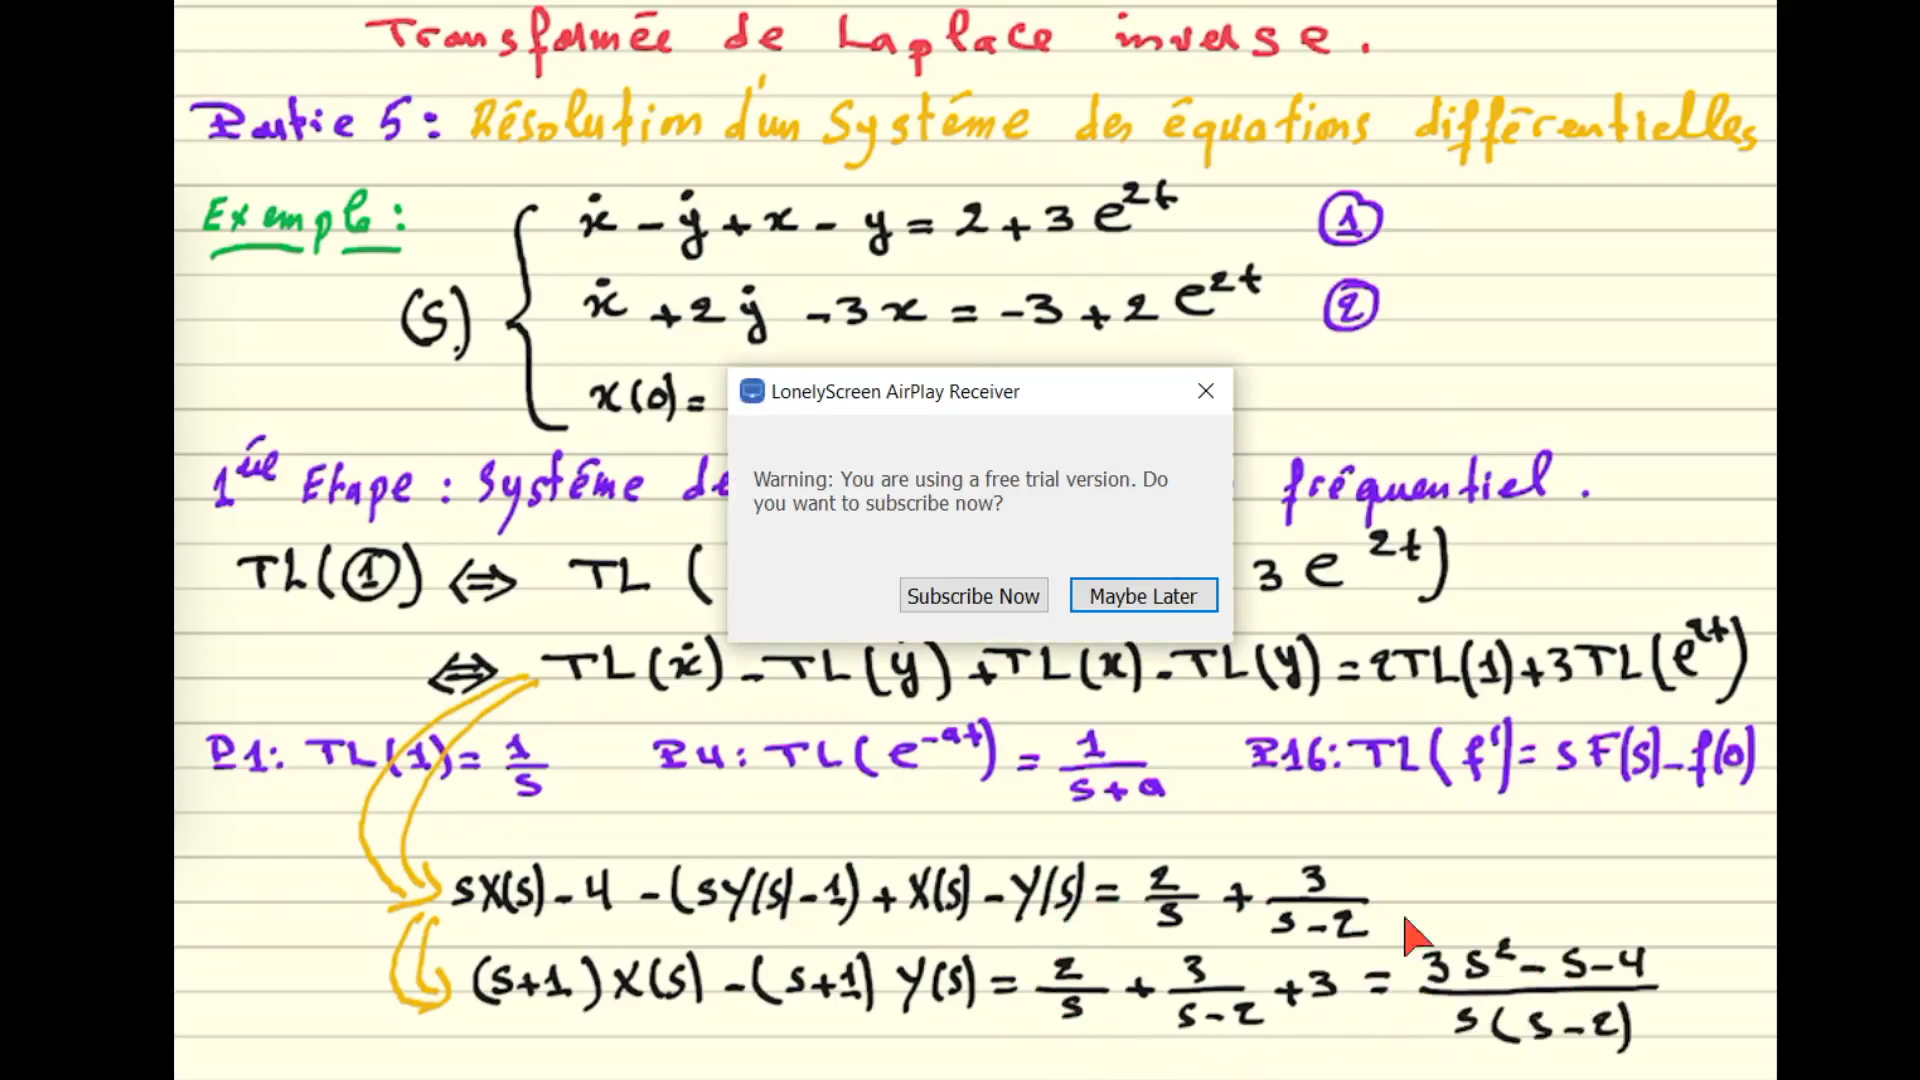 Transformée de Laplace inverse.
Partie 5: Résolution d'un Système des équations différentielles
Exemple:
ẋ - ẏ + x - y = 2 + 3 e^{2t} ①
(S) ẋ + 2ẏ - 3x = -3 + 2 e^{2t} ②
x(0) =
LonelyScreen AirPlay Receiver
Warning: You are using a free trial version. Do
you want to subscribe now?
Subscribe Now Maybe Later
1ère Etape : Système de fréquentiel.
TL(①) ⇔ TL ( 3 e^{2t})
⇔ TL(ẋ) - TL(ẏ) + TL(x) - TL(y) = 2TL(1) + 3TL(e^{2t})
P1: TL(1) = 1/s P4: TL(e^{-at}) = 1/(s+a) P16: TL(f') = sF(s) - f(0)
sX(s) - 4 - (sY(s) - 1) + X(s) - Y(s) = 2/s + 3/(s-2)
(s+1)X(s) - (s+1)Y(s) = 2/s + 3/(s-2) + 3 = (3s² - s - 4)/(s(s-2))